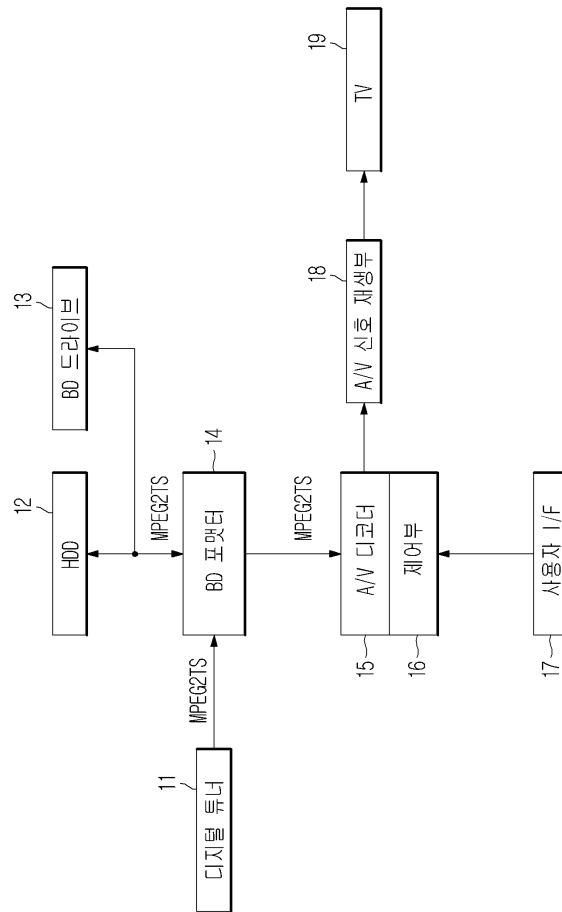 12
HDD
13
BD 드라이브
MPEG2TS
11
디지털 튜너
MPEG2TS
14
BD 포맷터
MPEG2TS
15
A/V 디코더
16
제어부
18
A/V 신호 재생부
19
TV
17
사용자 I/F